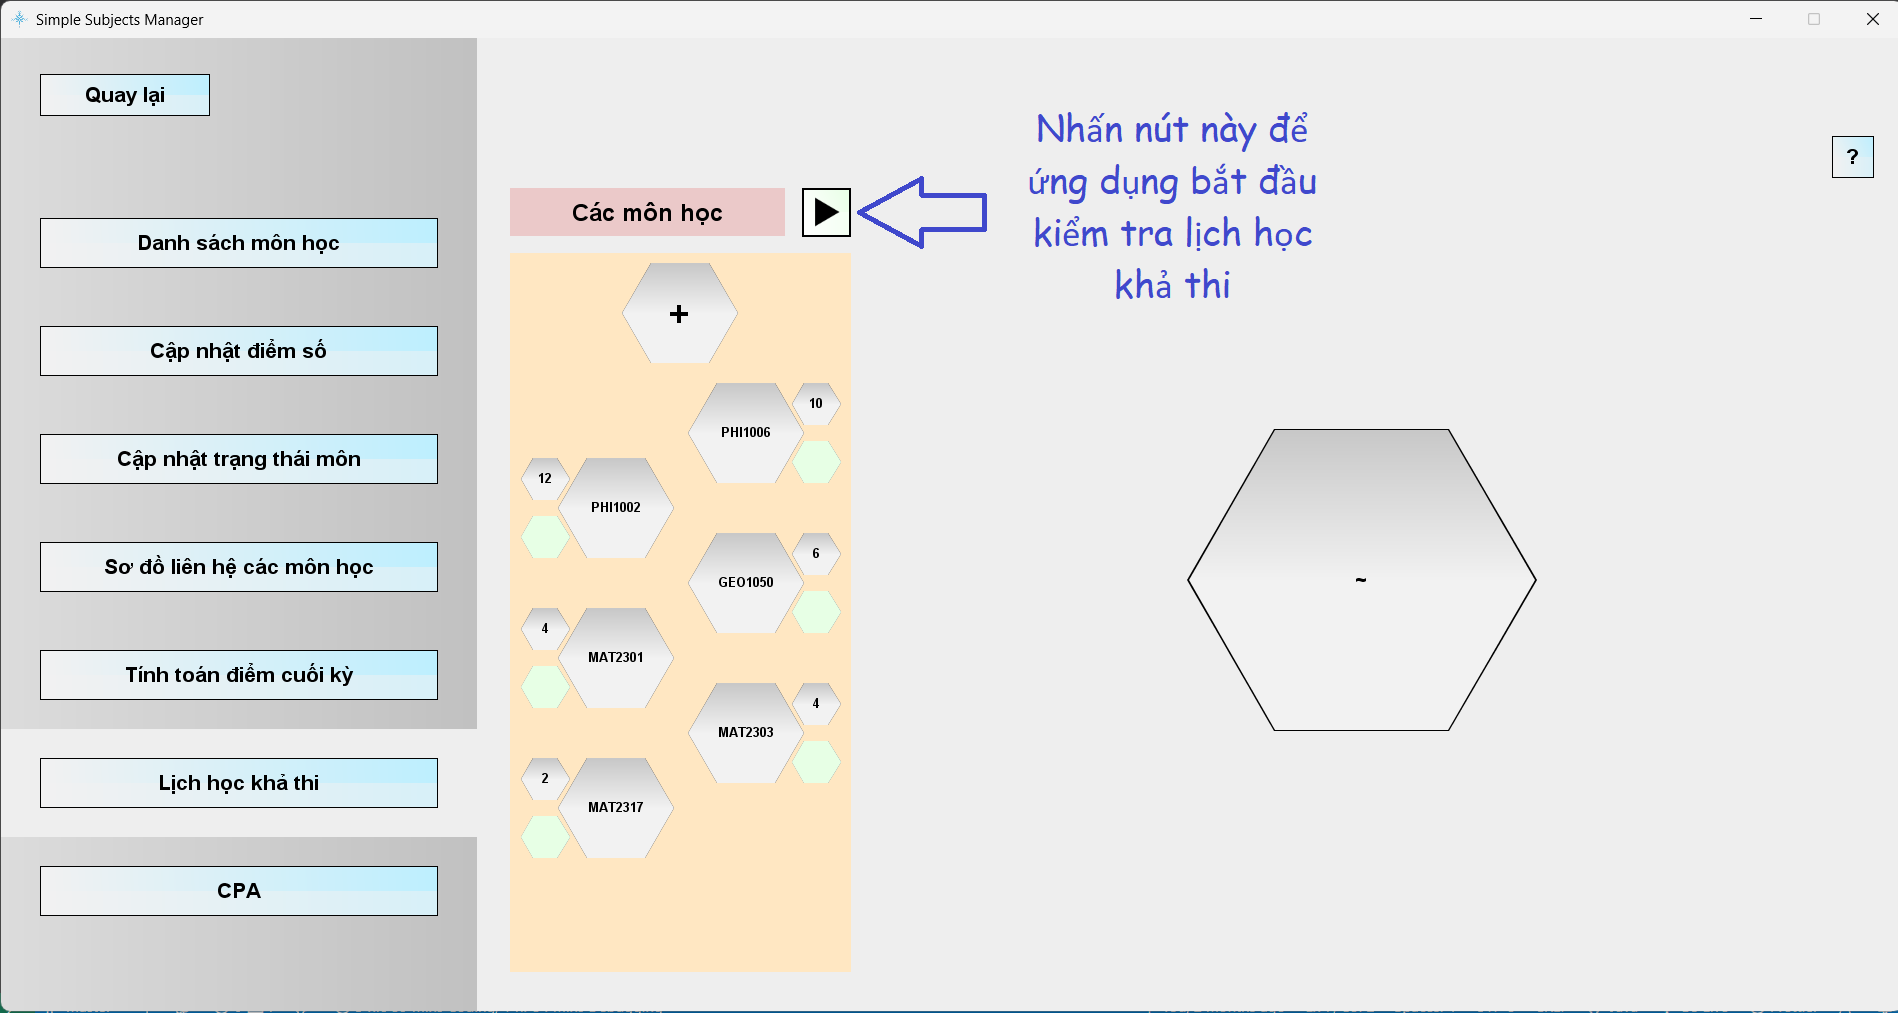 Simple Subjects Manager
Quay lại
Danh sách môn học
Cập nhật điểm số
Cập nhật trạng thái môn
Sơ đồ liên hệ các môn học
Tính toán điểm cuối kỳ
Lịch học khả thi
CPA
Các môn học
Nhấn nút này để
ứng dụng bắt đầu
kiểm tra lịch học
khả thi
?
+
PHI1006
10
12
PHI1002
GEO1050
6
4
MAT2301
MAT2303
4
2
MAT2317
~